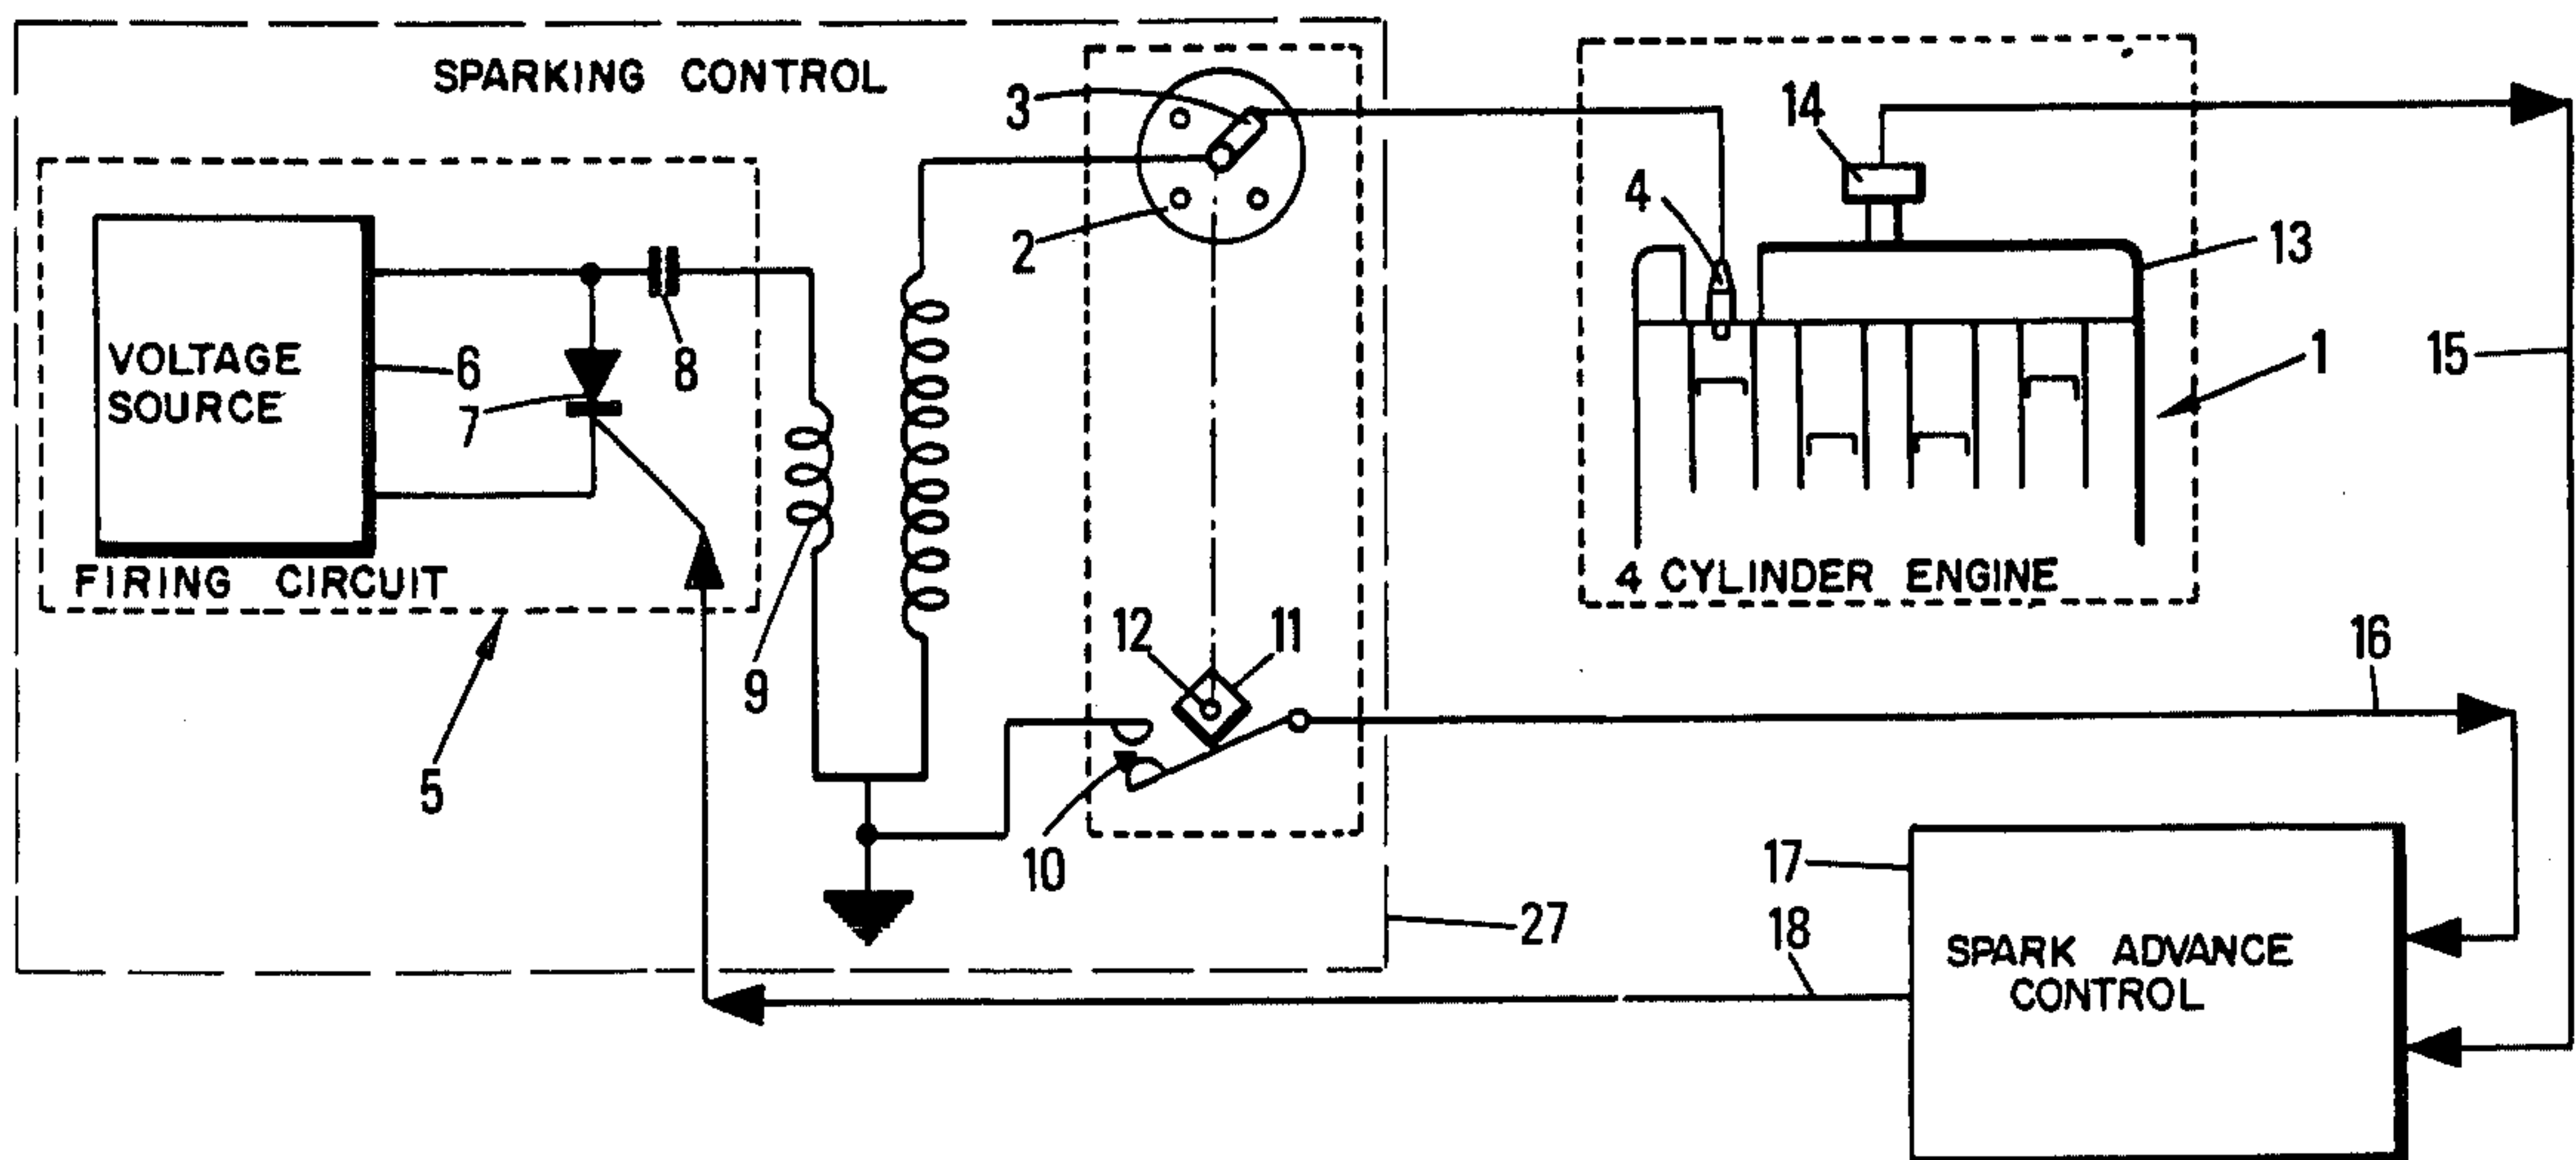 SPARKING CONTROL
3
14
4
2
13
VOLTAGE
SOURCE
6
7
8
1
15
FIRING CIRCUIT
4 CYLINDER ENGINE
9
12
11
16
5
10
17
27
18
SPARK ADVANCE
CONTROL